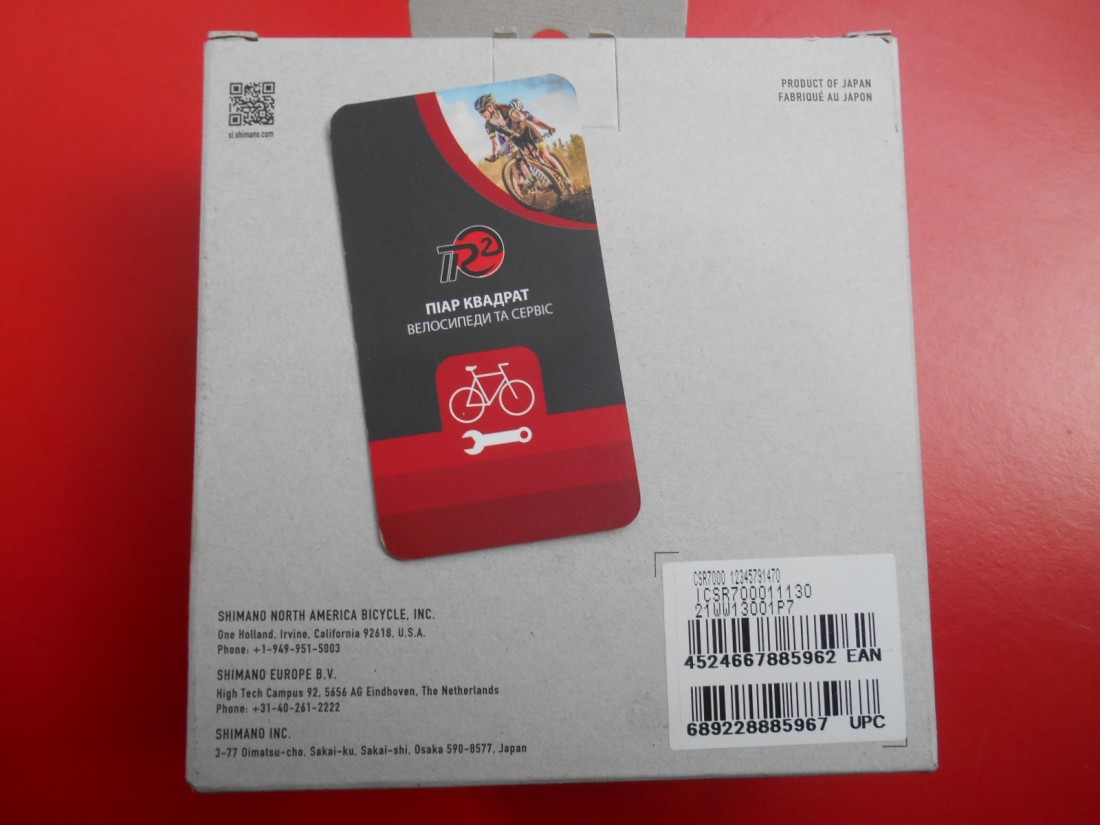 si.shimano.com
PRODUCT OF JAPAN
FABRIQUÉ AU JAPON
ПІАР КВАДРАТ
ВЕЛОСИПЕДИ ТА СЕРВІС
SHIMANO NORTH AMERICA BICYCLE, INC.
One Holland, Irvine, California 92618, U.S.A.
Phone: +1-949-951-5003
SHIMANO EUROPE B.V.
High Tech Campus 92, 5656 AG Eindhoven, The Netherlands
Phone: +31-40-261-2222
SHIMANO INC.
3-77 Oimatsu-cho, Sakai-ku, Sakai-shi, Osaka 590-8577, Japan
CSR7000 12345791470
ICSR700011130
21WW13001P7
4524667885962 EAN
689228885967 UPC